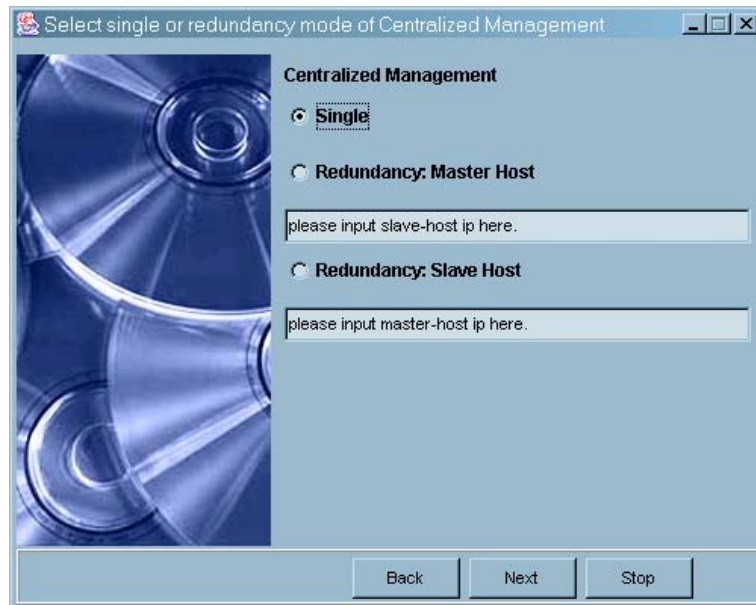 Select single or redundancy mode of Centralized Management
Centralized Management
Single
Redundancy: Master Host
please input slave-host ip here.
Redundancy: Slave Host
please input master-host ip here.
Back Next Stop